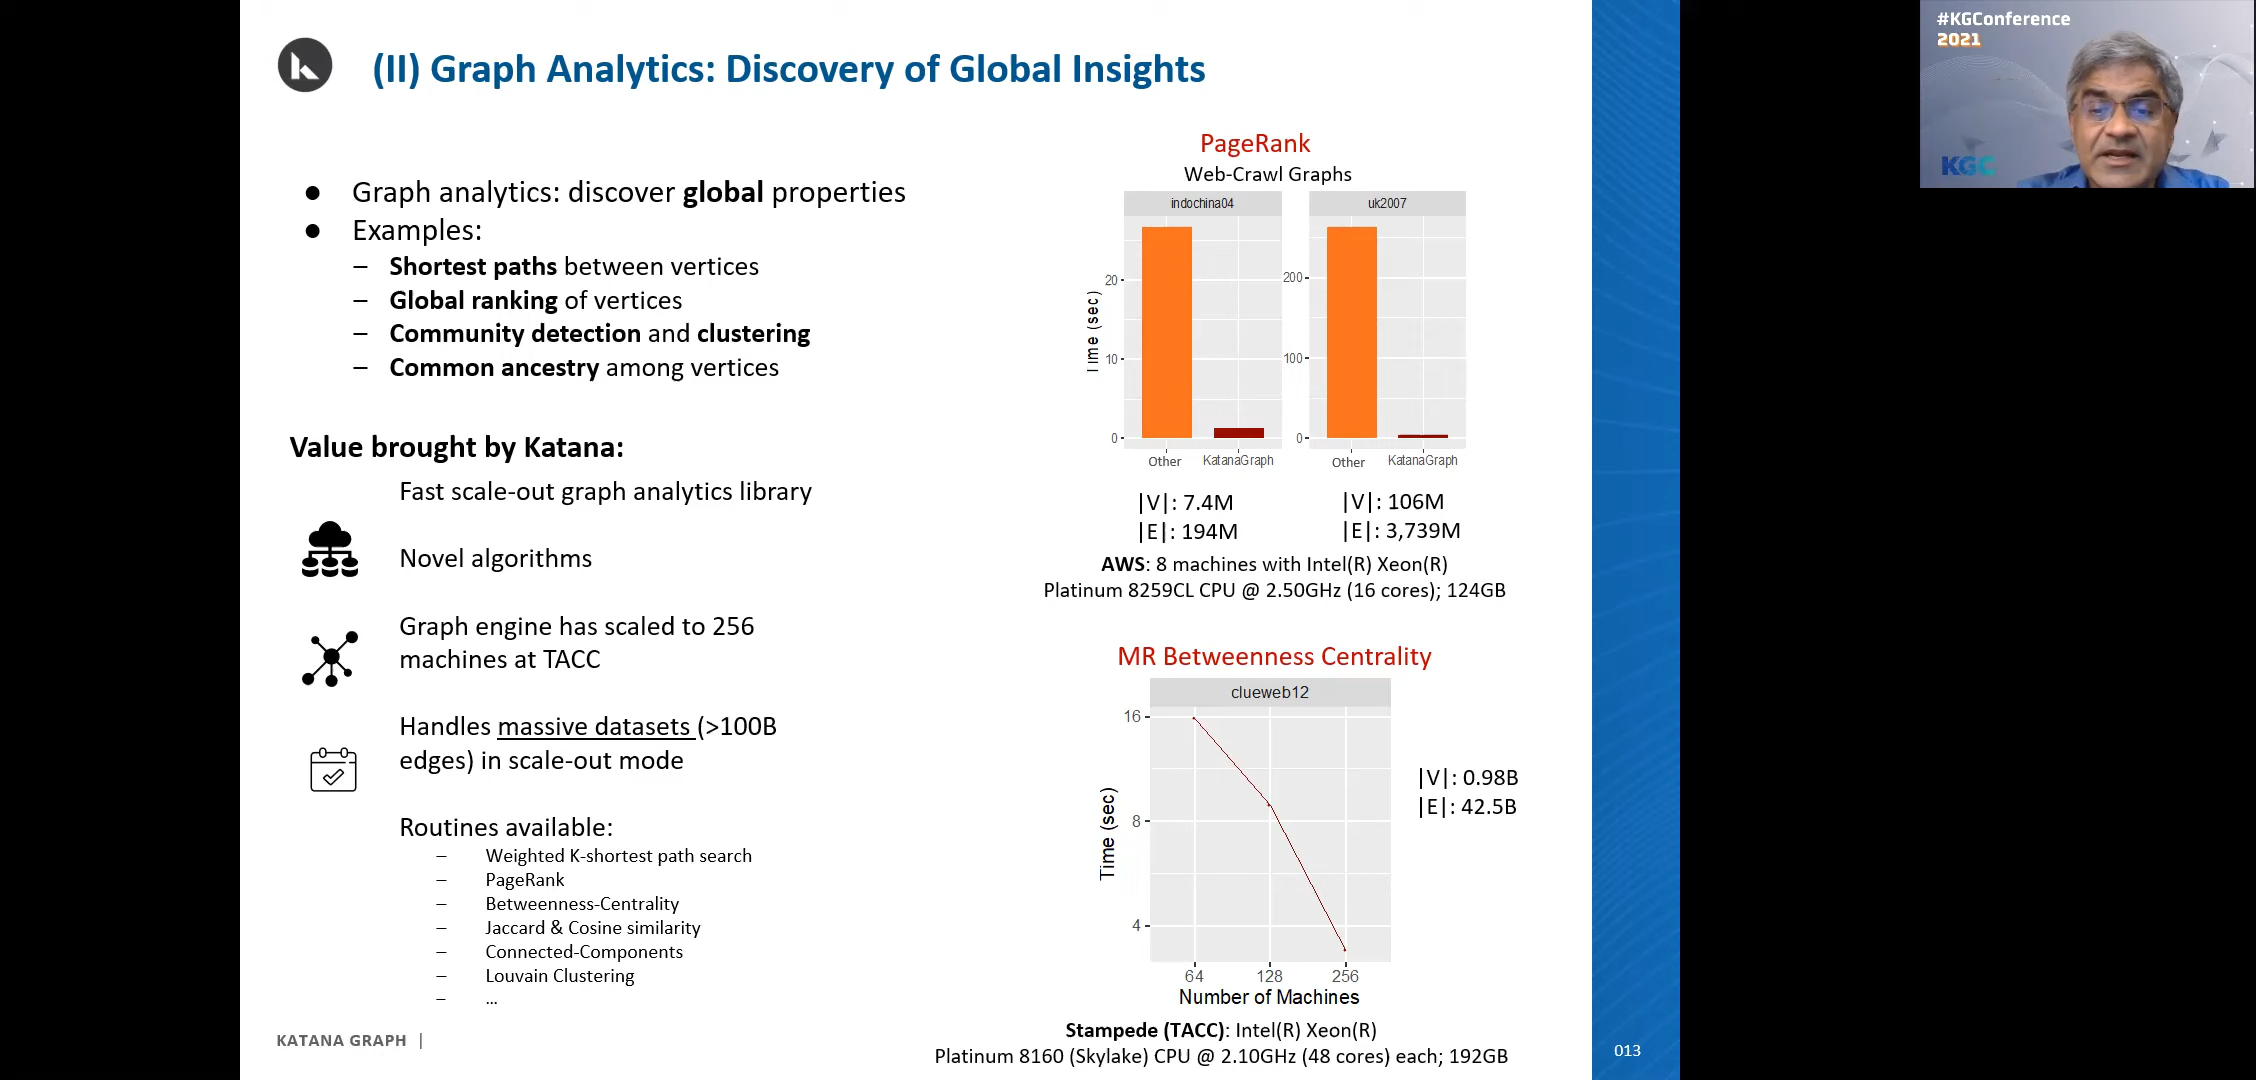 (II) Graph Analytics: Discovery of Global Insights
● Graph analytics: discover global properties
● Examples:
– Shortest paths between vertices
– Global ranking of vertices
– Community detection and clustering
– Common ancestry among vertices
Value brought by Katana:
Fast scale-out graph analytics library
Novel algorithms
Graph engine has scaled to 256
machines at TACC
Handles massive datasets (>100B
edges) in scale-out mode
Routines available:
– Weighted K-shortest path search
– PageRank
– Betweenness-Centrality
– Jaccard & Cosine similarity
– Connected-Components
– Louvain Clustering
– …
KATANA GRAPH |
PageRank
Web-Crawl Graphs
indochina04
uk2007
Time (sec)
20
10
0
200
100
0
Other KatanaGraph
Other KatanaGraph
|V|: 7.4M
|E|: 194M
|V|: 106M
|E|: 3,739M
AWS: 8 machines with Intel(R) Xeon(R)
Platinum 8259CL CPU @ 2.50GHz (16 cores); 124GB
MR Betweenness Centrality
clueweb12
Time (sec)
16
8
4
64 128 256
Number of Machines
|V|: 0.98B
|E|: 42.5B
Stampede (TACC): Intel(R) Xeon(R)
Platinum 8160 (Skylake) CPU @ 2.10GHz (48 cores) each; 192GB
013
#KGConference
2021
KGC